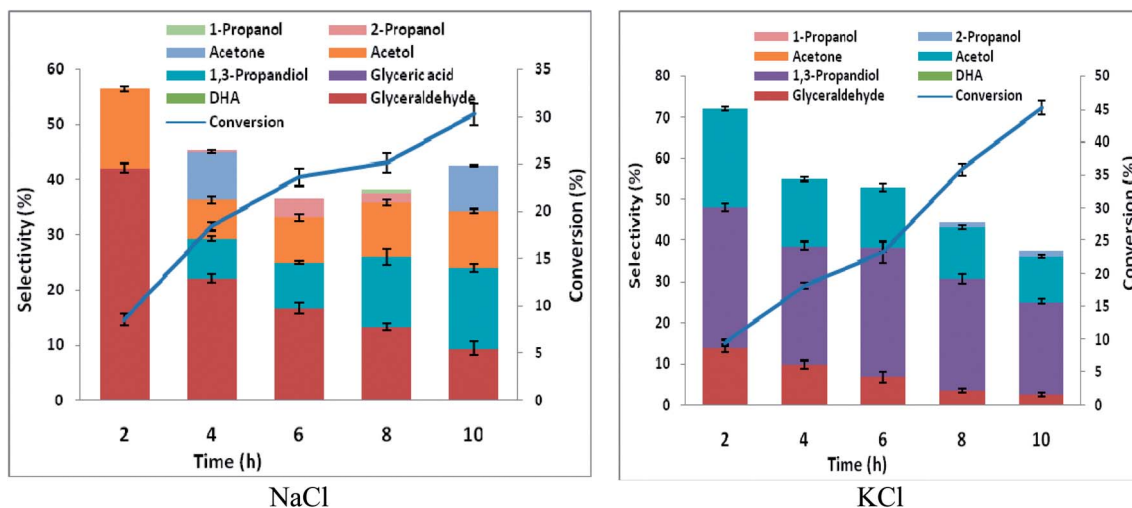 1-Propanol 2-Propanol
Acetone Acetol
1,3-Propandiol Glyceric acid
DHA Glyceraldehyde
Conversion
60
50
40
30
20
10
0
Selectivity (%)
35
30
25
20
15
10
5
0
Conversion (%)
2 4 6 8 10
Time (h)
NaCl
1-Propanol 2-Propanol
Acetone Acetol
1,3-Propandiol DHA
Glyceraldehyde Conversion
80
70
60
50
40
30
20
10
0
Selectivity (%)
50
45
40
35
30
25
20
15
10
5
0
Conversion (%)
2 4 6 8 10
Time (h)
KCl